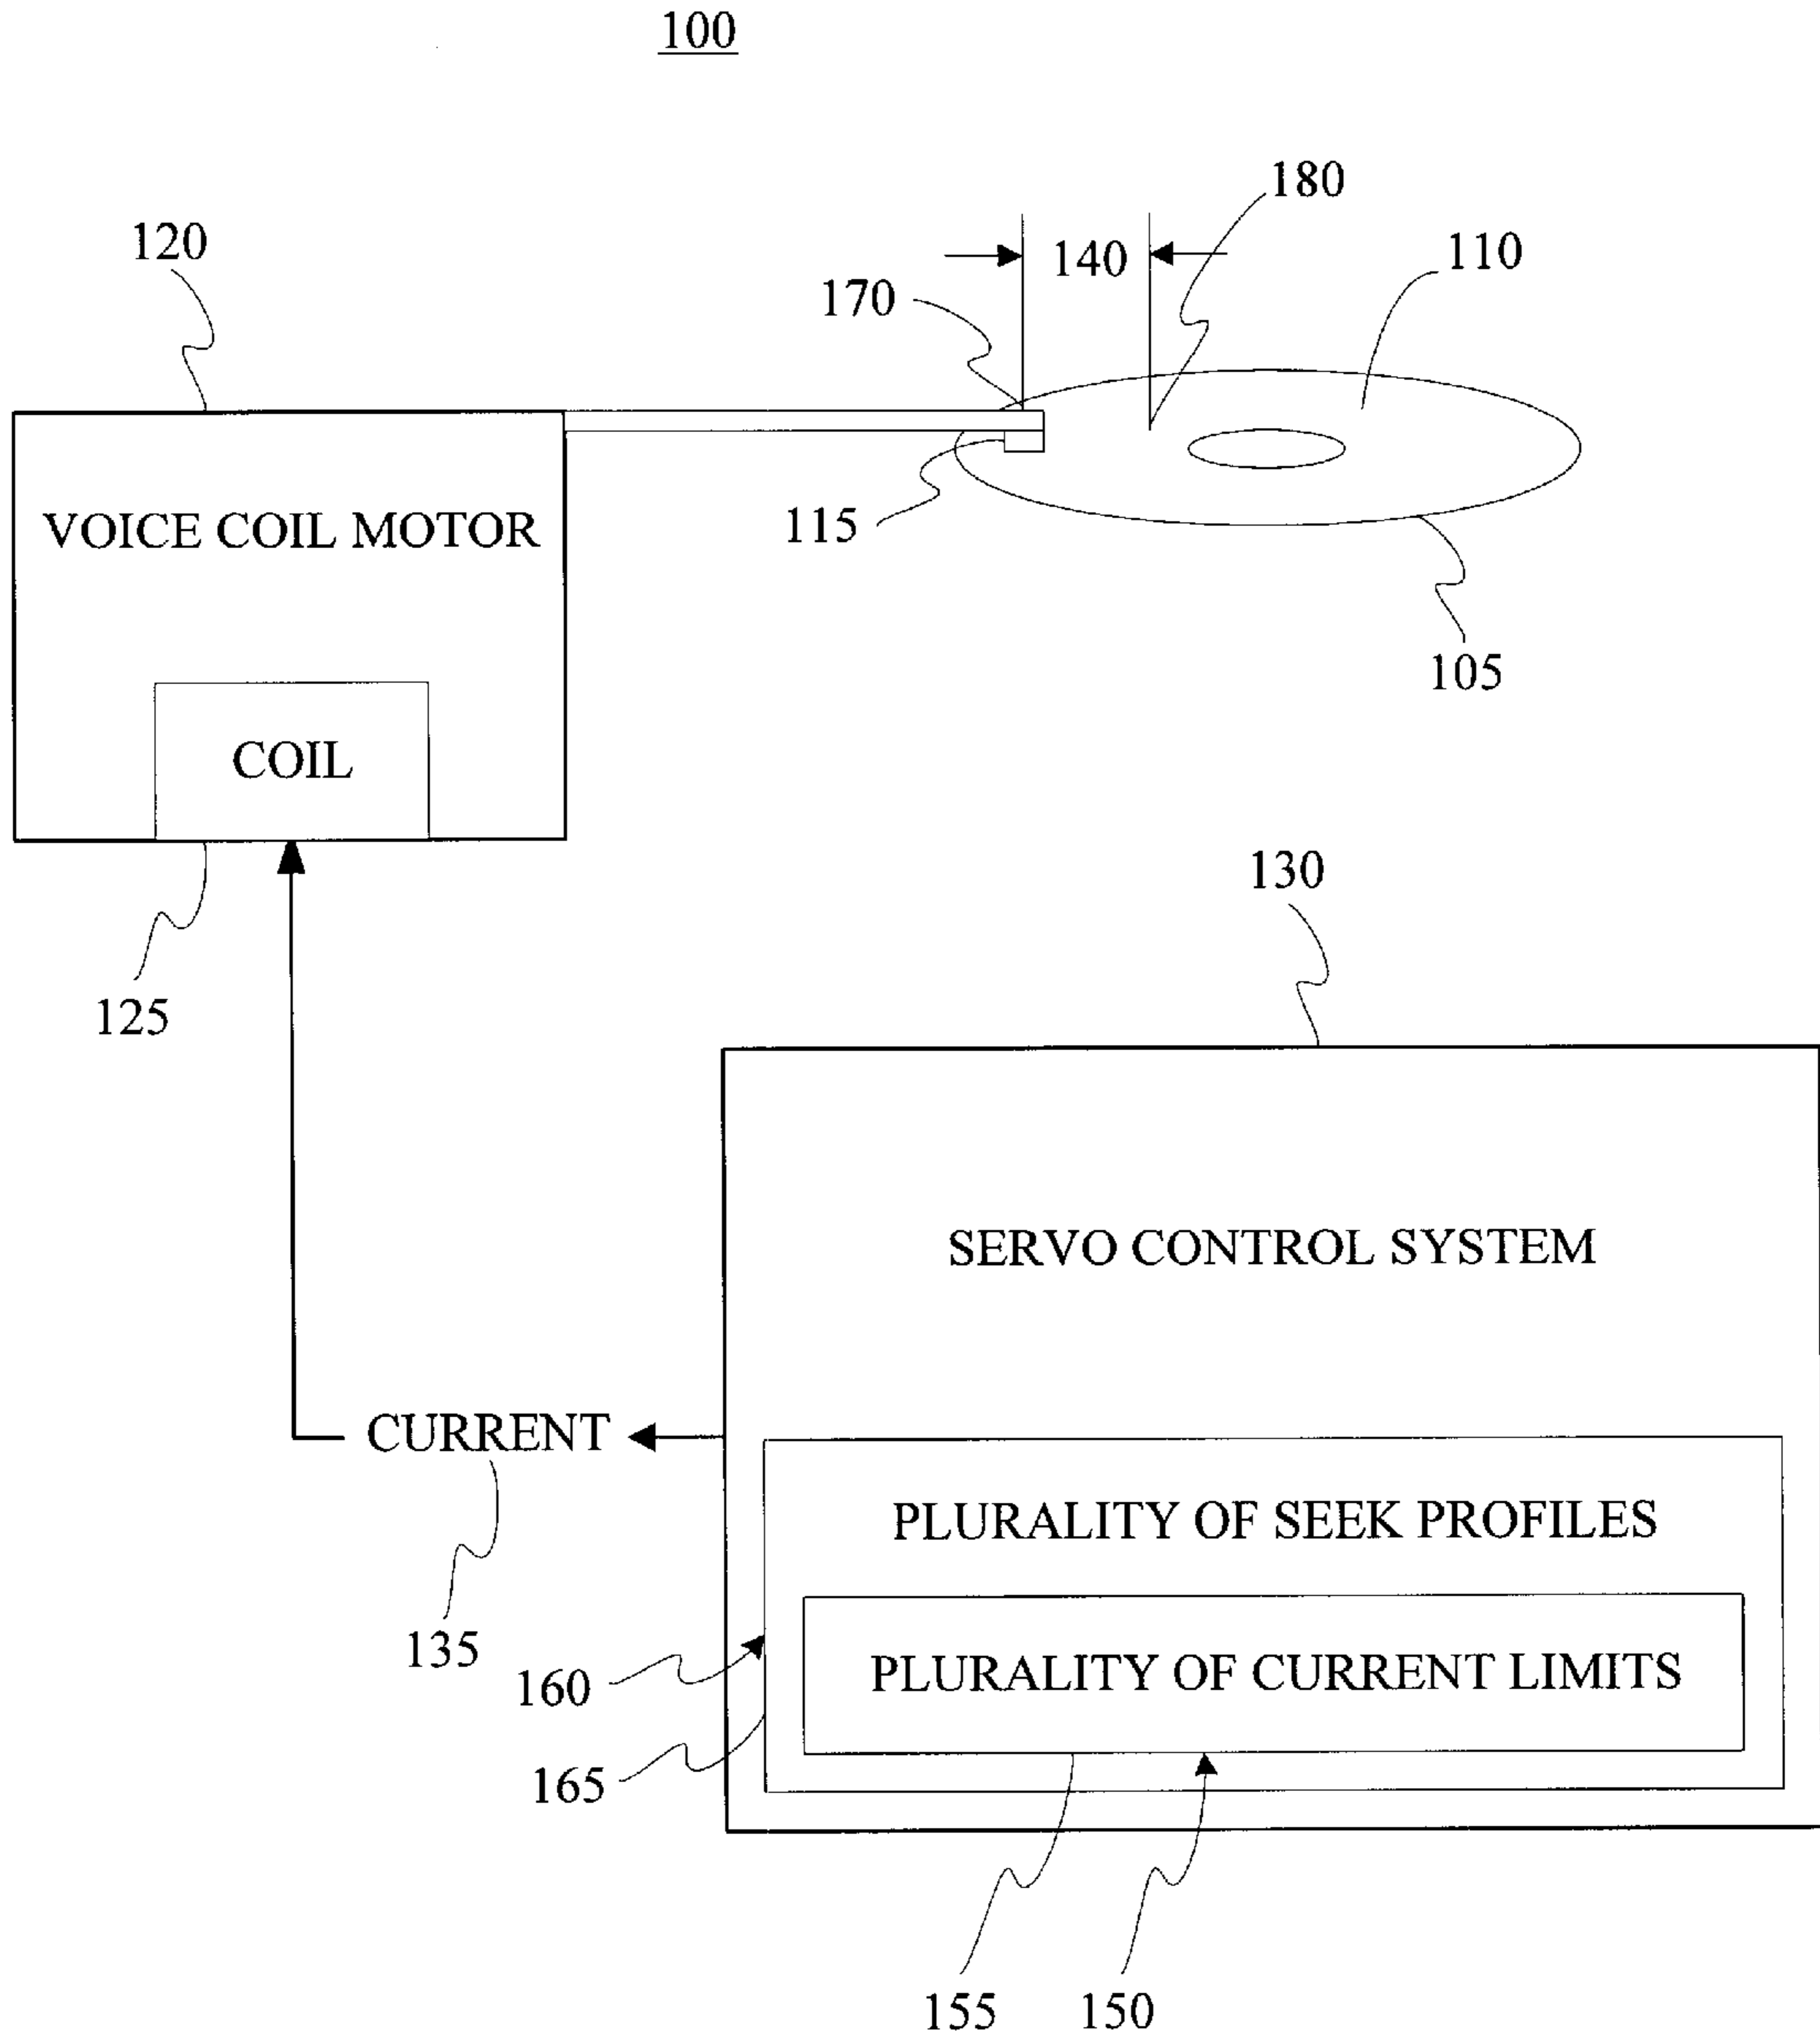 100
180
120
140
110
170
VOICE COIL MOTOR
115
105
COIL
130
125
SERVO CONTROL SYSTEM
CURRENT
PLURALITY OF SEEK PROFILES
135
160
PLURALITY OF CURRENT LIMITS
165
155
150